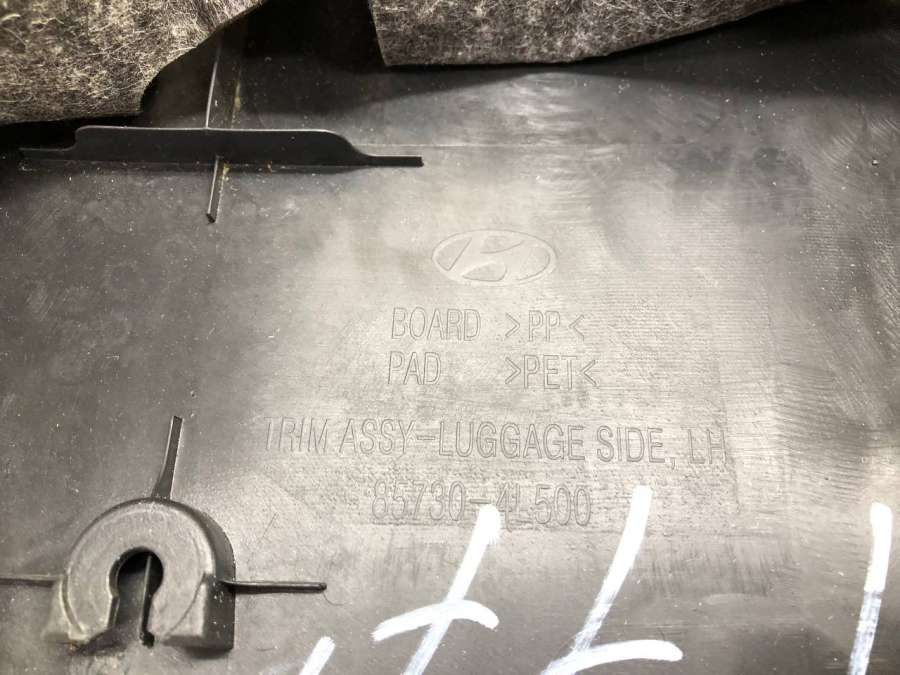 BOARD >PP<
PAD >PET<
TRIM ASSY-LUGGAGE SIDE, LH
85730-4L500